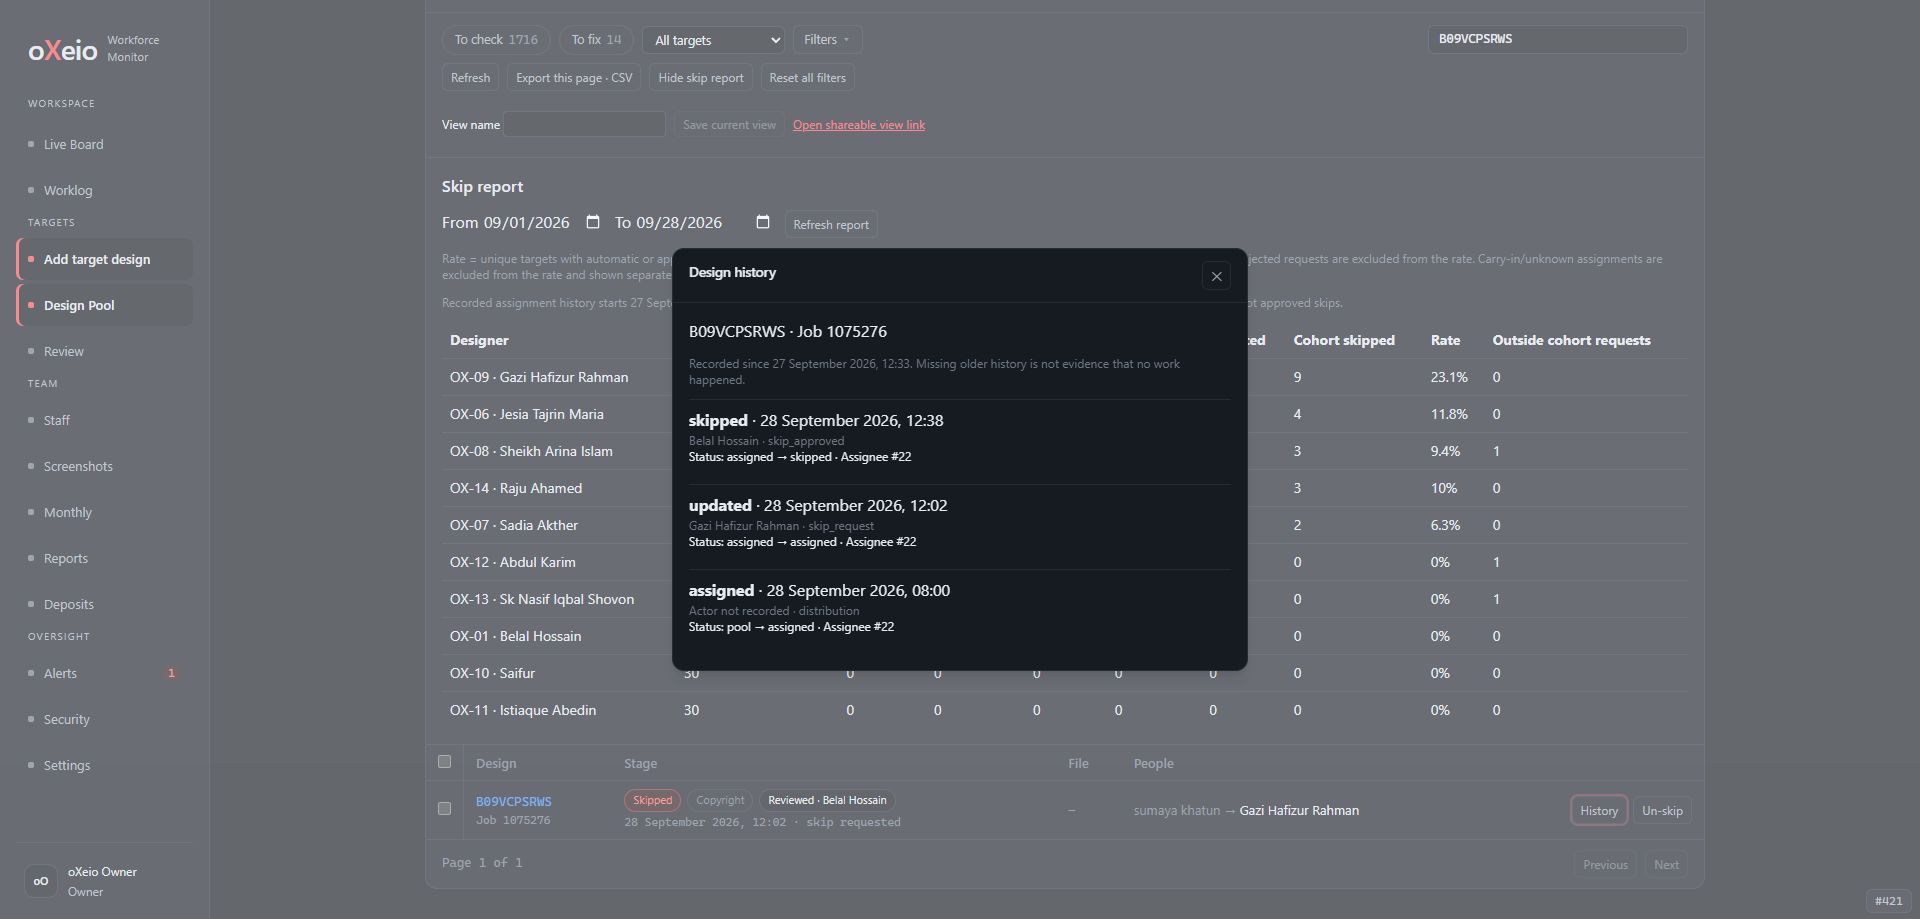 oXeio Workforce Monitor
WORKSPACE
Live Board
Worklog
TARGETS
Add target design
Design Pool
Review
TEAM
Staff
Screenshots
Monthly
Reports
Deposits
OVERSIGHT
Alerts 1
Security
Settings
oO oXeio Owner
Owner
To check 1716 To fix 14 All targets Filters B09VCPSRWS
Refresh Export this page · CSV Hide skip report Reset all filters
View name Save current view Open shareable view link
Skip report
From 09/01/2026 To 09/28/2026 Refresh report
Rate = unique targets with automatic or ap jected requests are excluded from the rate. Carry-in/unknown assignments are
excluded from the rate and shown separate
Recorded assignment history starts 27 Sept t approved skips.
Designer ed Cohort skipped Rate Outside cohort requests
OX-09 · Gazi Hafizur Rahman 9 23.1% 0
OX-06 · Jesia Tajrin Maria 4 11.8% 0
OX-08 · Sheikh Arina Islam 3 9.4% 1
OX-14 · Raju Ahamed 3 10% 0
OX-07 · Sadia Akther 2 6.3% 0
OX-12 · Abdul Karim 0 0% 1
OX-13 · Sk Nasif Iqbal Shovon 0 0% 1
OX-01 · Belal Hossain 0 0% 0
OX-10 · Saifur 30 0 0 0 0 0 0 0% 0
OX-11 · Istiaque Abedin 30 0 0 0 0 0 0 0% 0
Design history
B09VCPSRWS · Job 1075276
Recorded since 27 September 2026, 12:33. Missing older history is not evidence that no work
happened.
skipped · 28 September 2026, 12:38
Belal Hossain · skip_approved
Status: assigned → skipped · Assignee #22
updated · 28 September 2026, 12:02
Gazi Hafizur Rahman · skip_request
Status: assigned → assigned · Assignee #22
assigned · 28 September 2026, 08:00
Actor not recorded · distribution
Status: pool → assigned · Assignee #22
Design Stage File People
B09VCPSRWS Skipped Copyright Reviewed · Belal Hossain – sumaya khatun → Gazi Hafizur Rahman History Un-skip
Job 1075276 28 September 2026, 12:02 · skip requested
Page 1 of 1 Previous Next
#421